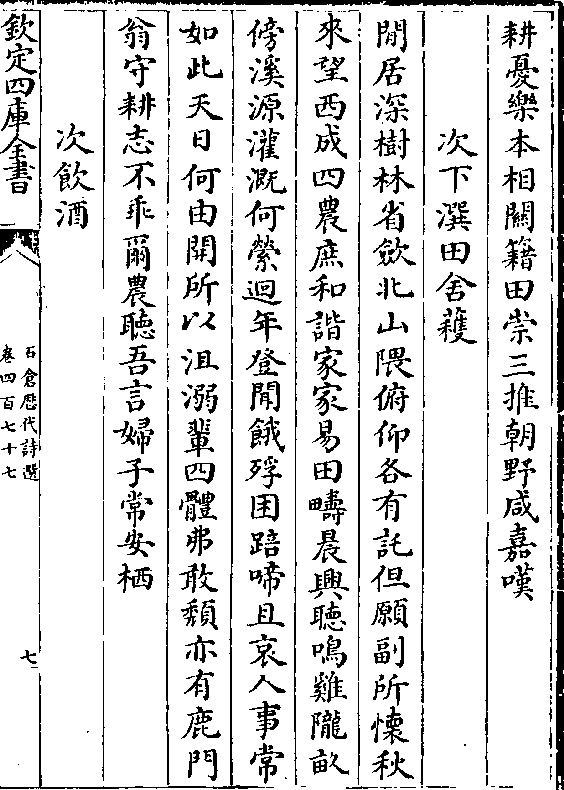 耕憂樂本相關籍田崇三推朝野咸嘉嘆
次下潠田舍穫
閒居深樹林省歛北山隈俯仰各有託但願副所懐秋
來望西成四農庶和諧家家易田疇晨興聴鳴雞隴畝
傍溪源灌溉何縈迴年登閒餓殍困踣啼且哀人事常
如此天日何由開所以沮溺輩四體弗敢頽亦有鹿門
翁守耕志不乖爾農聴吾言婦子常安栖
次飲酒
欽定四庫全書
石倉歴代詩選
卷四百七十七
七